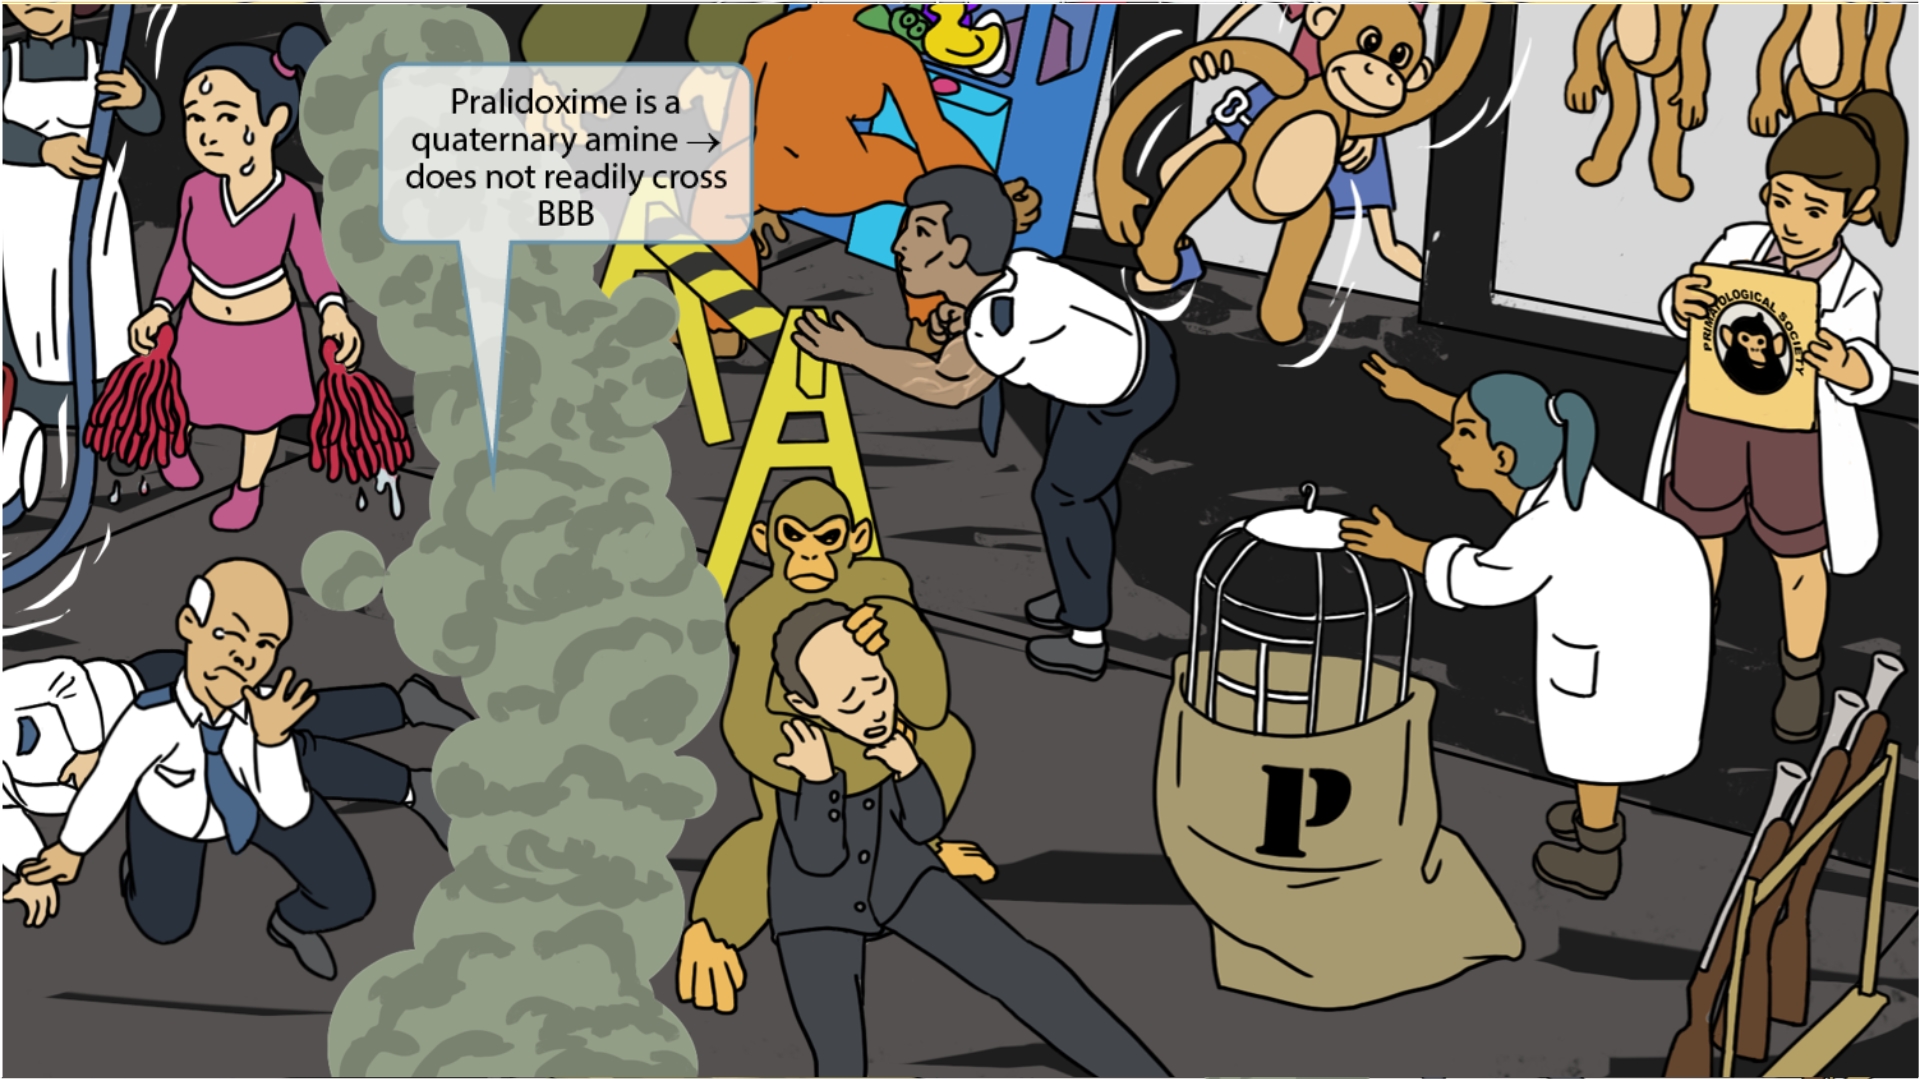 Pralidoxime is a
quaternary amine →
does not readily cross
BBB
PRIMATOLOGICAL SOCIETY
P